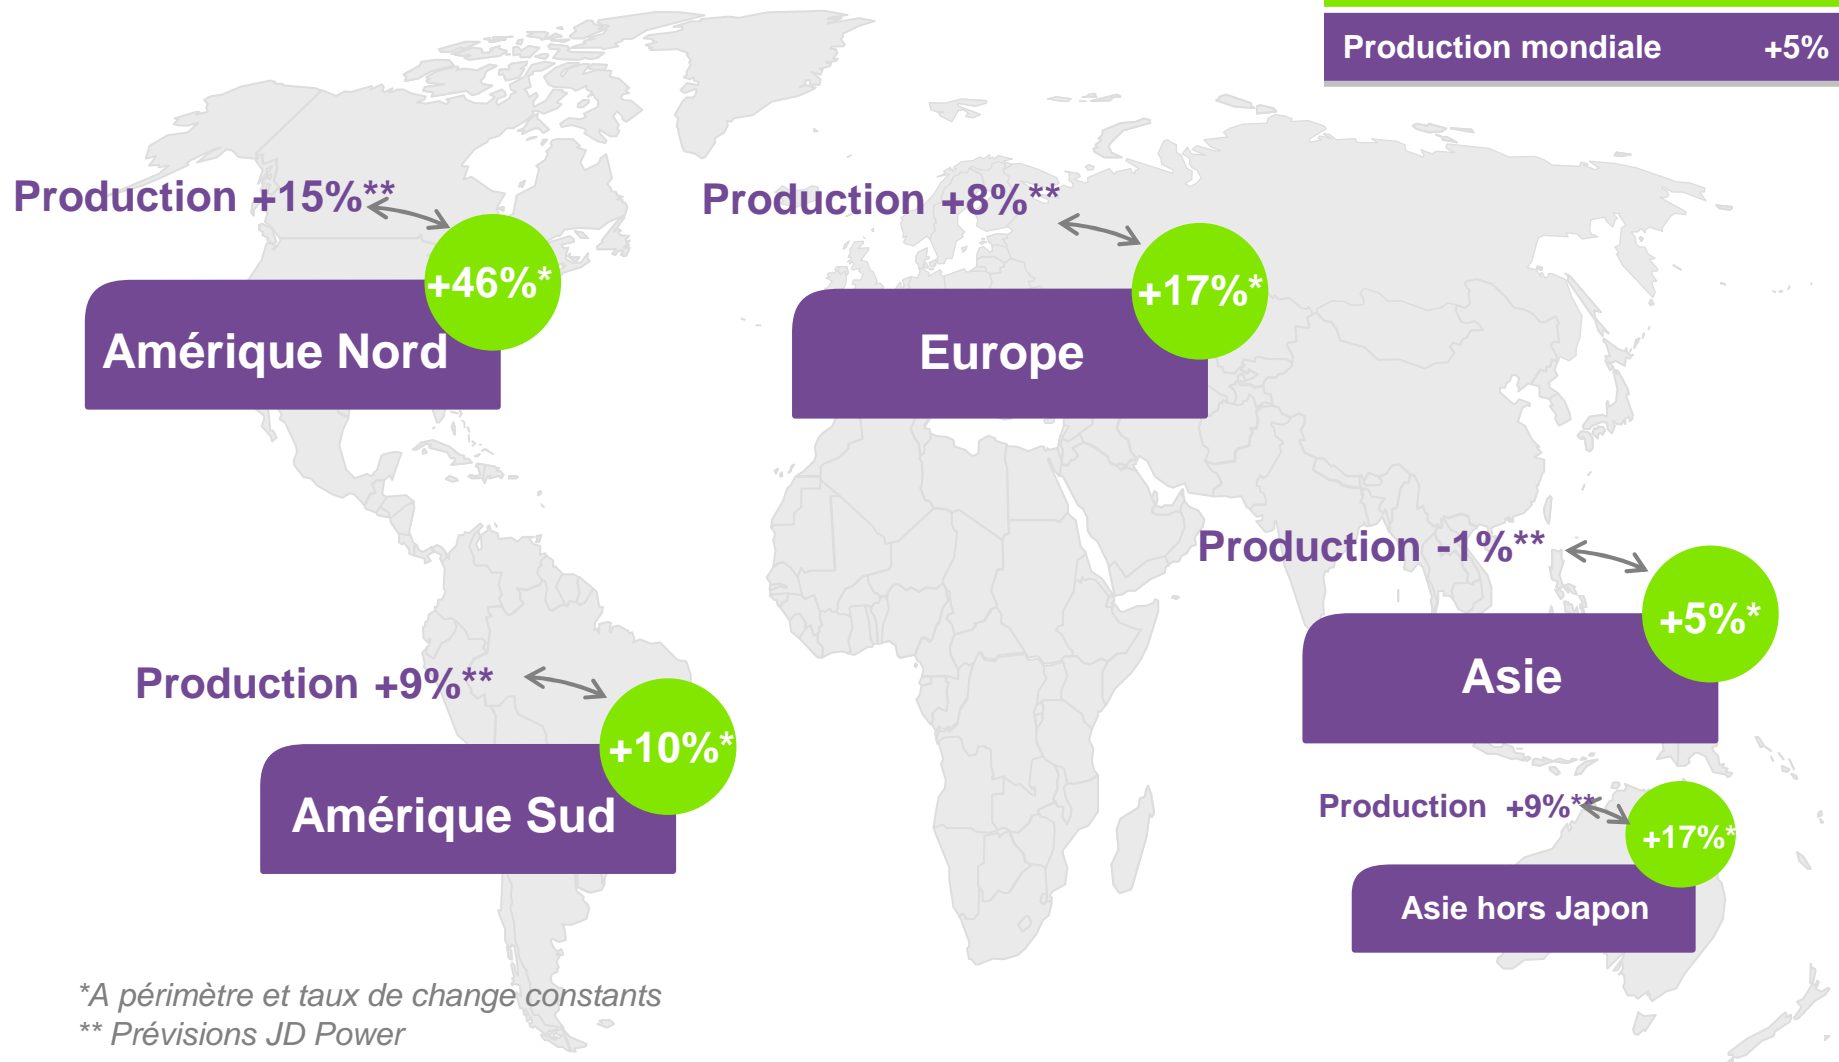 Production mondiale +5%
Production +15%**
+46%*
Amérique Nord
Production +8%**
+17%*
Europe
Production -1%**
+5%*
Asie
Production +9%**
+10%*
Amérique Sud
Production +9%**
+17%*
Asie hors Japon
*A périmètre et taux de change constants
** Prévisions JD Power